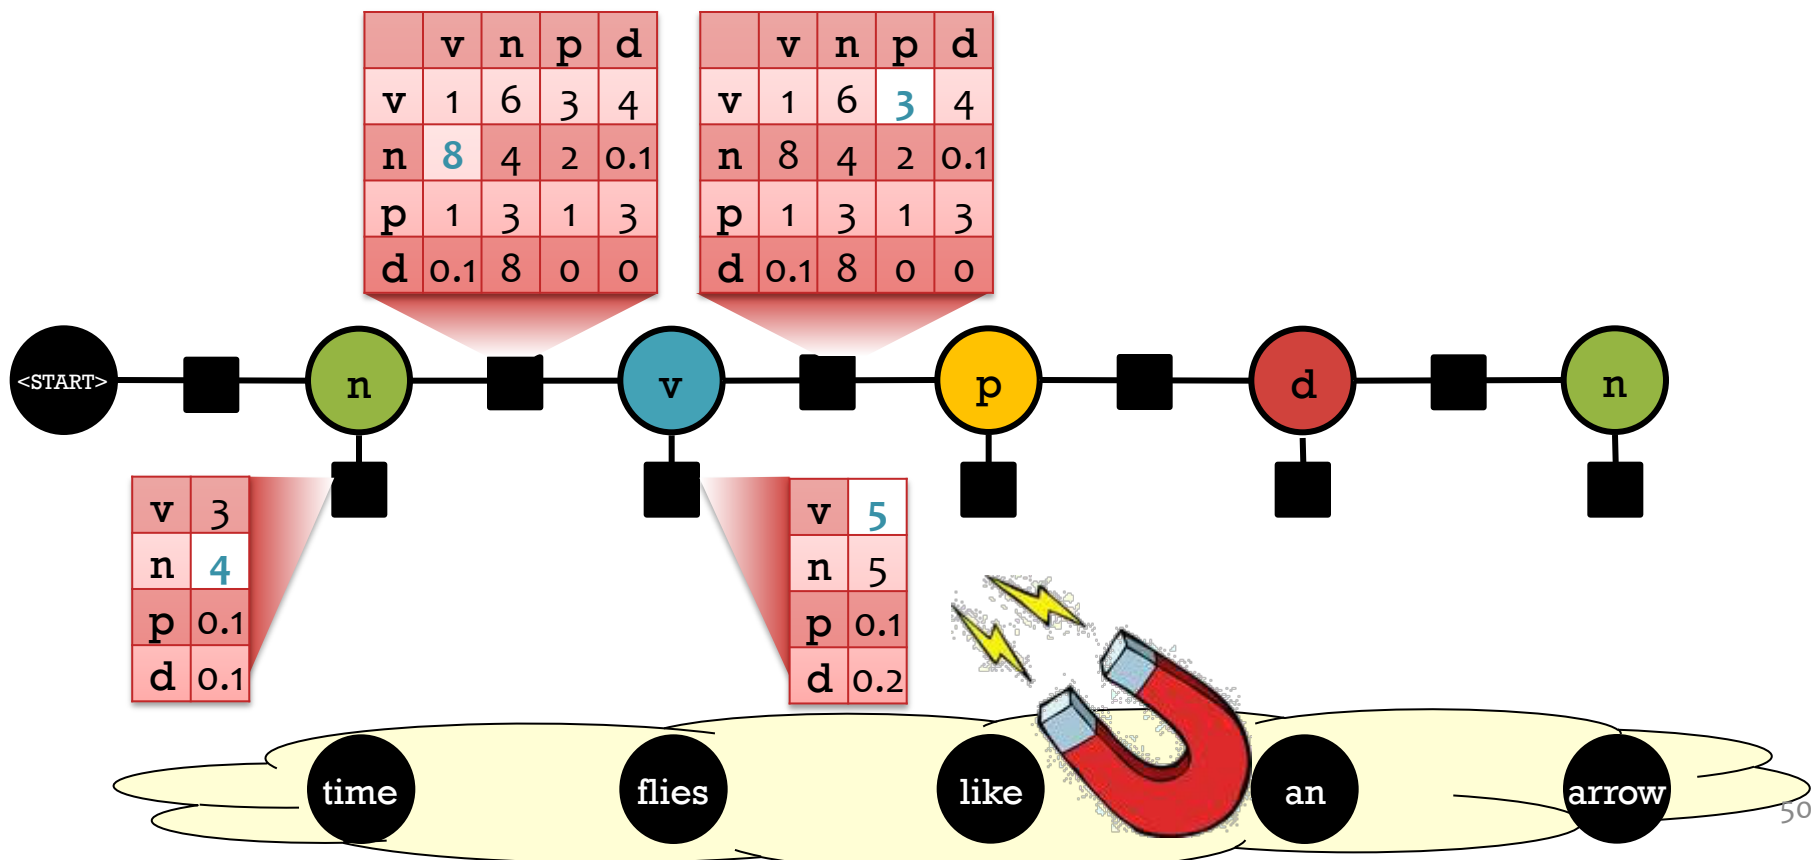 v n p d
v 1 6 3 4
n 8 4 2 0.1
p 1 3 1 3
d 0.1 8 0 0
v n p d
v 1 6 3 4
n 8 4 2 0.1
p 1 3 1 3
d 0.1 8 0 0
<START> n v p d n
v 3
n 4
p 0.1
d 0.1
v 5
n 5
p 0.1
d 0.2
time flies like an arrow
50